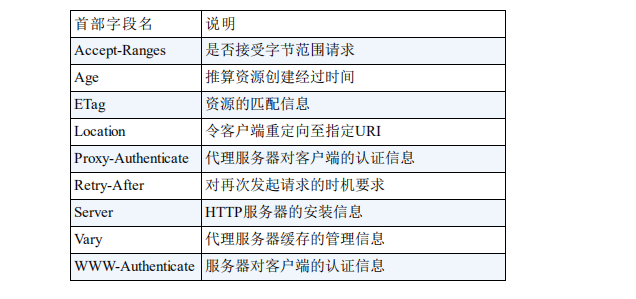 首部字段名 说明
Accept-Ranges 是否接受字节范围请求
Age 推算资源创建经过时间
ETag 资源的匹配信息
Location 令客户端重定向至指定URI
Proxy-Authenticate 代理服务器对客户端的认证信息
Retry-After 对再次发起请求的时机要求
Server HTTP服务器的安装信息
Vary 代理服务器缓存的管理信息
WWW-Authenticate 服务器对客户端的认证信息